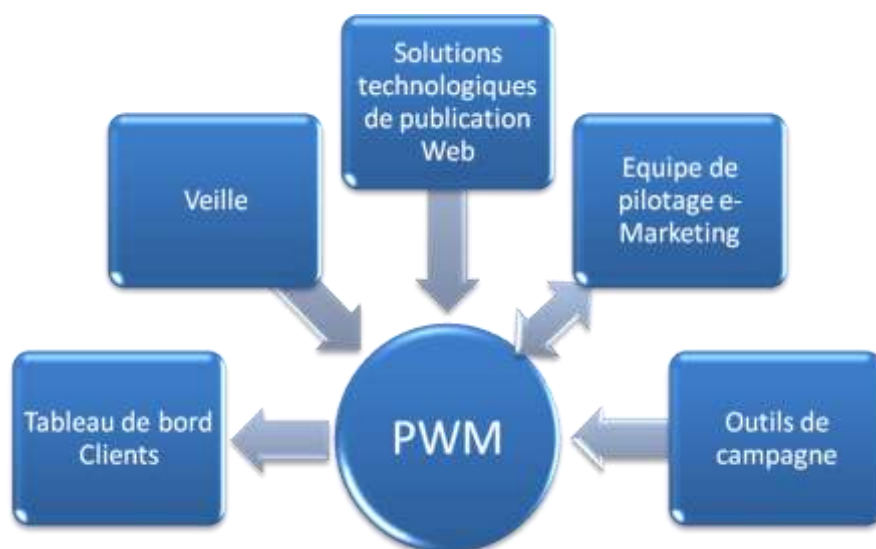 Solutions
technologiques
de publication
Web
Veille
Equipe de
pilotage e-
Marketing
Tableau de bord
Clients
PWM
Outils de
campagne